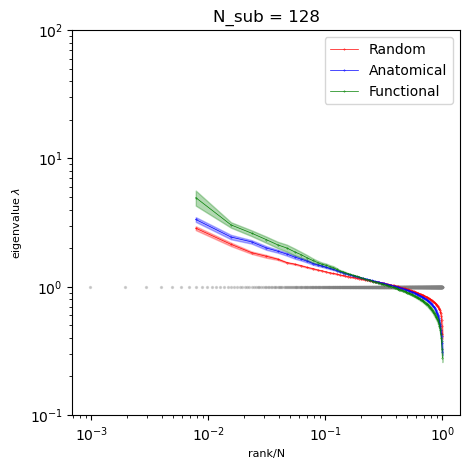 N_sub = 128
Random
Anatomical
Functional
eigenvalue λ
10²
10¹
10⁰
10⁻¹
10⁻³
10⁻²
10⁻¹
10⁰
rank/N